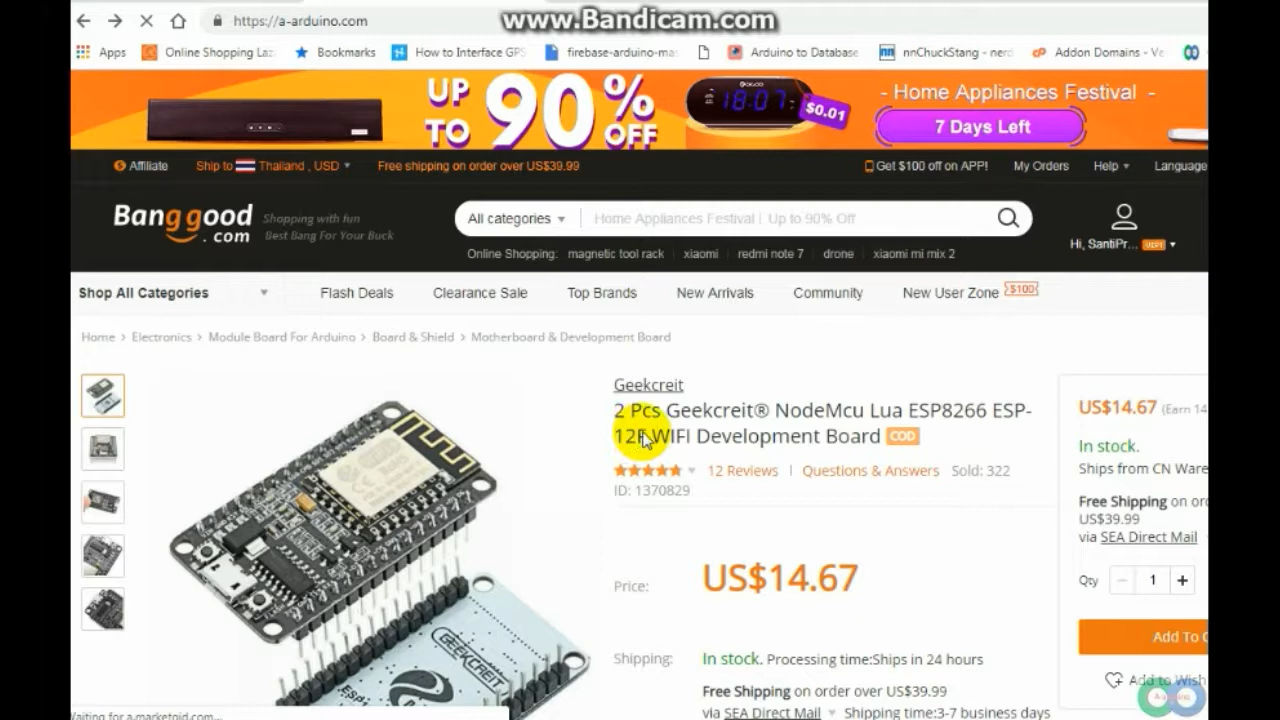 www.Bandicam.com
https://a-arduino.com
Apps Online Shopping Laz Bookmarks How to Interface GPS firebase-arduino-mas Arduino to Database nnChuckStang - nerd Addon Domains - Ve
UP TO 90% OFF
18:07
$0.01
- Home Appliances Festival -
7 Days Left
Affiliate Ship to Thailand , USD Free shipping on order over US$39.99 Get $100 off on APP! My Orders Help Language
Banggood.com Shopping with fun
Best Bang For Your Buck
All categories Home Appliances Festival | Up to 90% Off
Hi, SantiPr...
Online Shopping: magnetic tool rack xiaomi redmi note 7 drone xiaomi mi mix 2
Shop All Categories Flash Deals Clearance Sale Top Brands New Arrivals Community New User Zone $100
Home > Electronics > Module Board For Arduino > Board & Shield > Motherboard & Development Board
Geekcreit
2 Pcs Geekcreit® NodeMcu Lua ESP8266 ESP-
12F WIFI Development Board COD
12 Reviews | Questions & Answers Sold: 322
ID: 1370829
Price: US$14.67
Shipping: In stock. Processing time:Ships in 24 hours
Free Shipping on order over US$39.99
via SEA Direct Mail Shipping time:3-7 business days
US$14.67 (Earn 14
In stock.
Ships from CN Ware
Free Shipping on orc
US$39.99
via SEA Direct Mail
Qty − 1 +
Add To C
Add to Wish
GEEKCREIT
Waiting for a.marketgid.com...